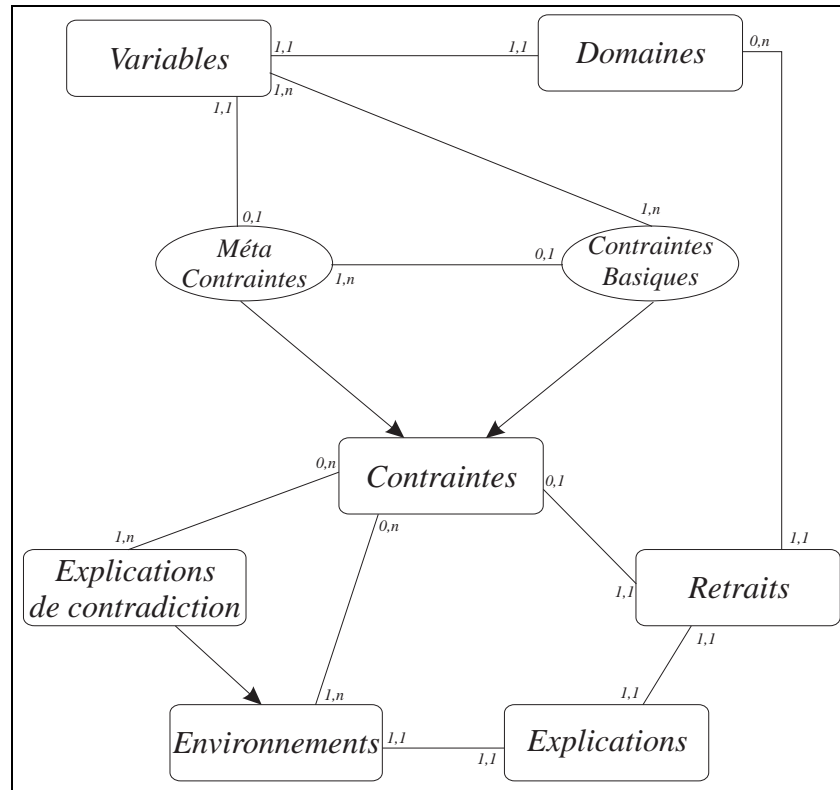 Variables
1,1
1,1
Domaines
0,n
1,1
1,n
0,1
Méta
Contraintes
1,n
0,1
1,n
Contraintes
Basiques
0,n
Contraintes
0,1
0,n
1,n
Explications
de contradiction
1,1
1,1
Retraits
1,1
1,n
1,1
Environnements
1,1
1,1
Explications